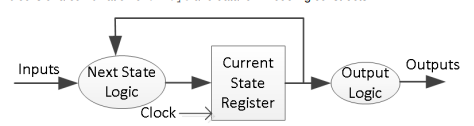 Inputs
Next State
Logic
Clock
Current
State
Register
Output
Logic
Outputs